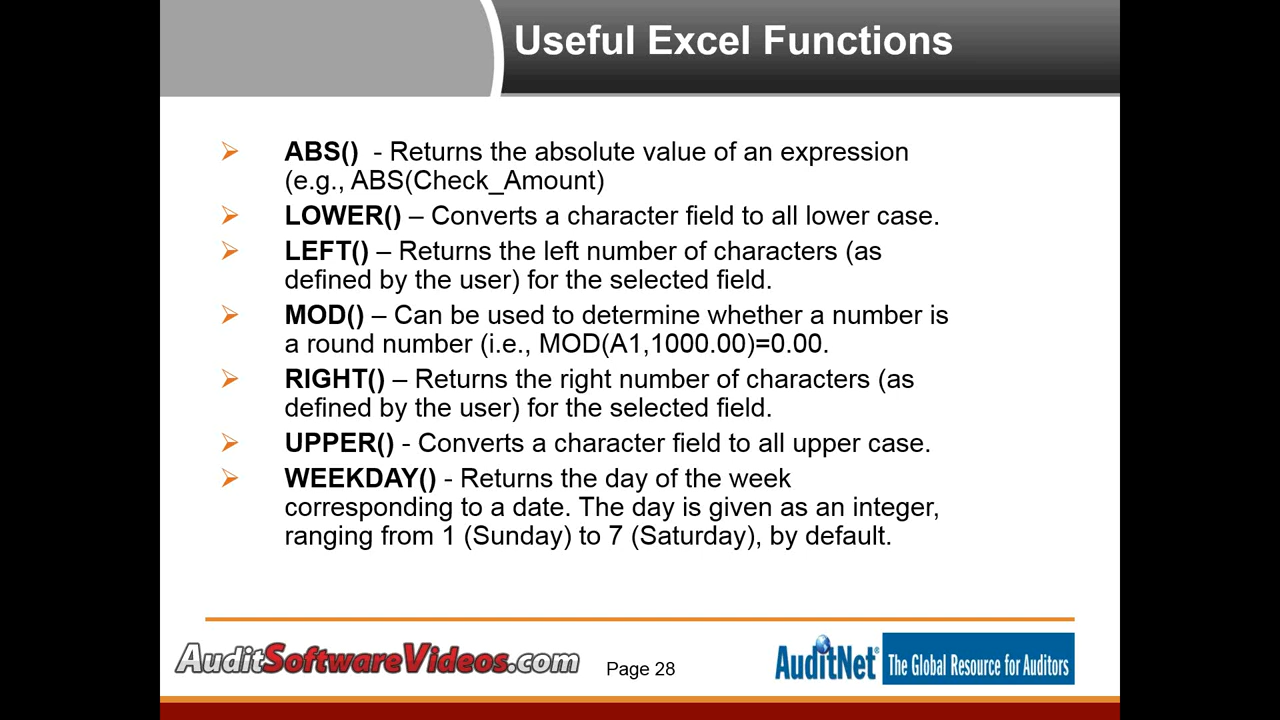 Useful Excel Functions
ABS()  - Returns the absolute value of an expression
(e.g., ABS(Check_Amount)
LOWER() – Converts a character field to all lower case.
LEFT() – Returns the left number of characters (as
defined by the user) for the selected field.
MOD() – Can be used to determine whether a number is
a round number (i.e., MOD(A1,1000.00)=0.00.
RIGHT() – Returns the right number of characters (as
defined by the user) for the selected field.
UPPER() - Converts a character field to all upper case.
WEEKDAY() - Returns the day of the week
corresponding to a date. The day is given as an integer,
ranging from 1 (Sunday) to 7 (Saturday), by default.
AuditSoftwareVideos.com
Page 28
AuditNet® The Global Resource for Auditors